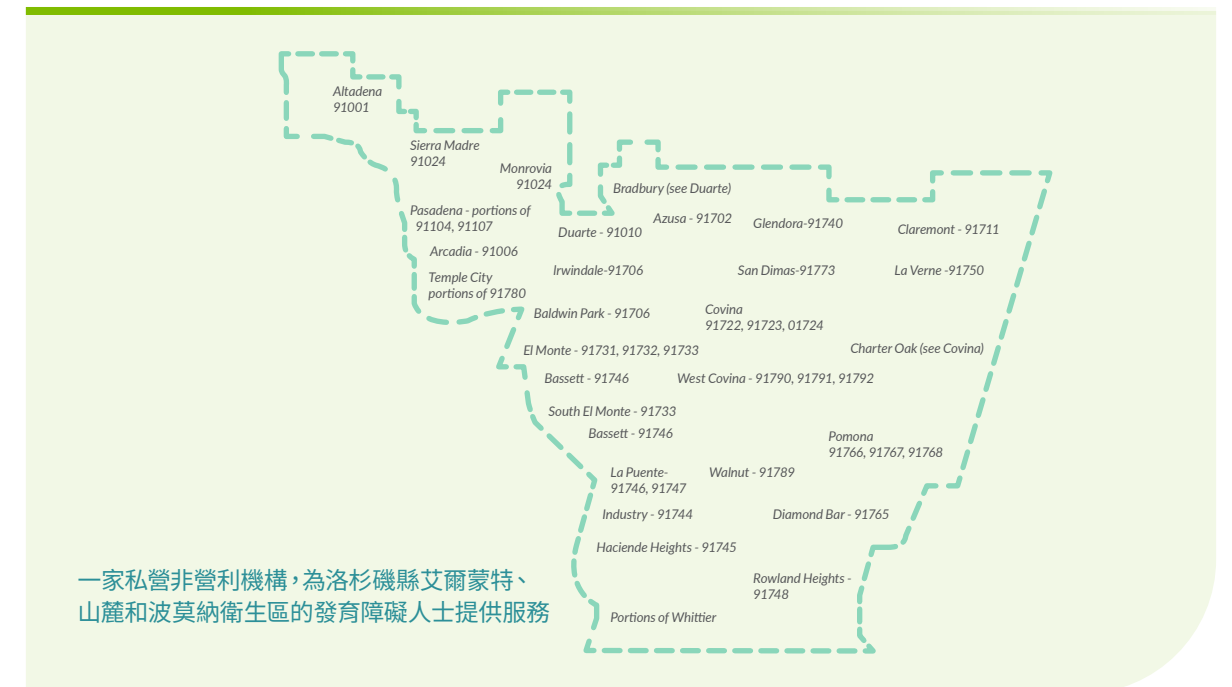 Altadena
91001
Sierra Madre
91024
Monrovia
91024
Bradbury (see Duarte)
Pasadena - portions of
91104, 91107
Azusa - 91702
Glendora-91740
Duarte - 91010
Claremont - 91711
Arcadia - 91006
Irwindale-91706
San Dimas-91773
La Verne -91750
Temple City
portions of 91780
Baldwin Park - 91706
Covina
91722, 91723, 01724
El Monte - 91731, 91732, 91733
Charter Oak (see Covina)
Bassett - 91746
West Covina - 91790, 91791, 91792
South El Monte - 91733
Bassett - 91746
Pomona
91766, 91767, 91768
La Puente-
91746, 91747
Walnut - 91789
Industry - 91744
Diamond Bar - 91765
Haciende Heights - 91745
Rowland Heights -
91748
Portions of Whittier
一家私營非營利機構，為洛杉磯縣艾爾蒙特、
山麓和波莫納衛生區的發育障礙人士提供服務